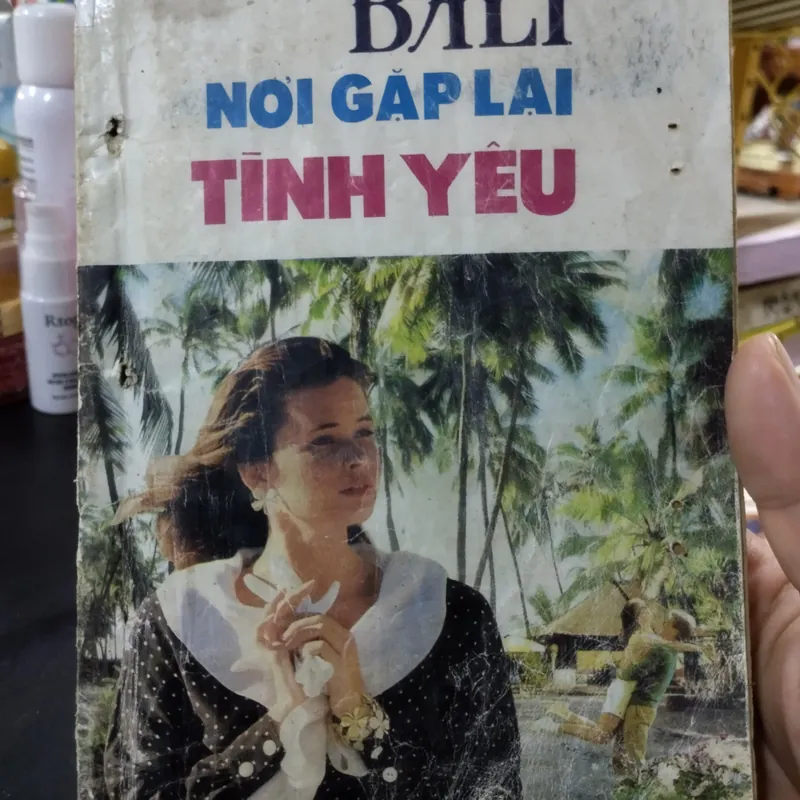 BALI
NƠI GẶP LẠI
TÌNH YÊU